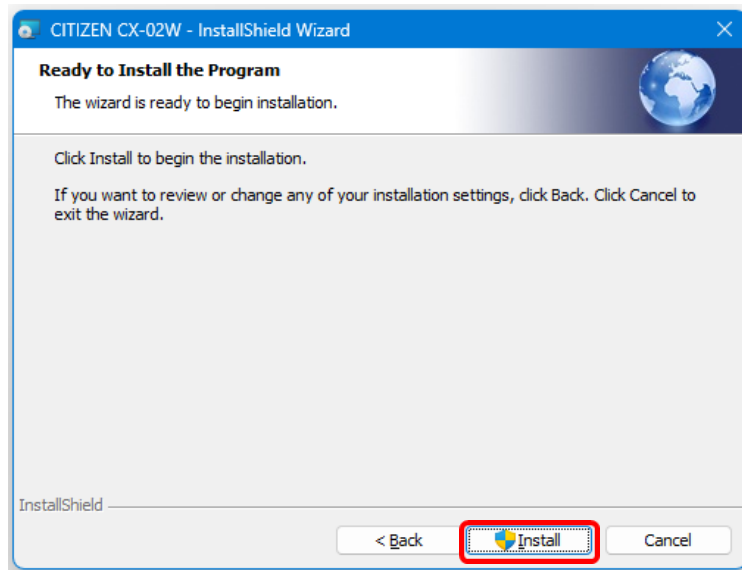 CITIZEN CX-02W - InstallShield Wizard
Ready to Install the Program
The wizard is ready to begin installation.
Click Install to begin the installation.
If you want to review or change any of your installation settings, click Back. Click Cancel to
exit the wizard.
InstallShield
< Back
Install
Cancel